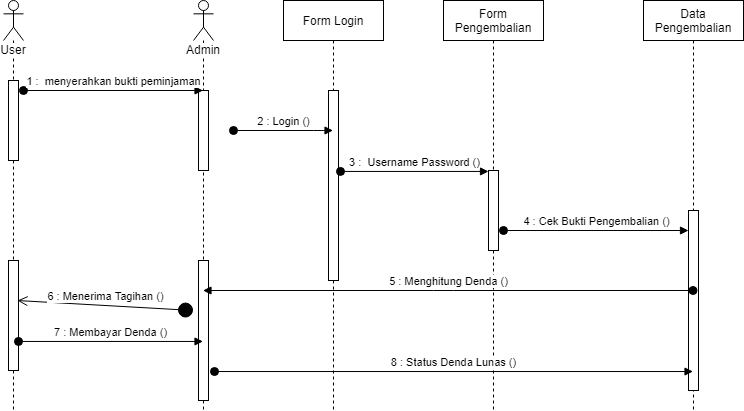 User
Admin
Form Login
Form
Pengembalian
Data
Pengembalian
1 : menyerahkan bukti peminjaman
2 : Login ()
3 : Username Password ()
4 : Cek Bukti Pengembalian ()
5 : Menghitung Denda ()
6 : Menerima Tagihan ()
7 : Membayar Denda ()
8 : Status Denda Lunas ()